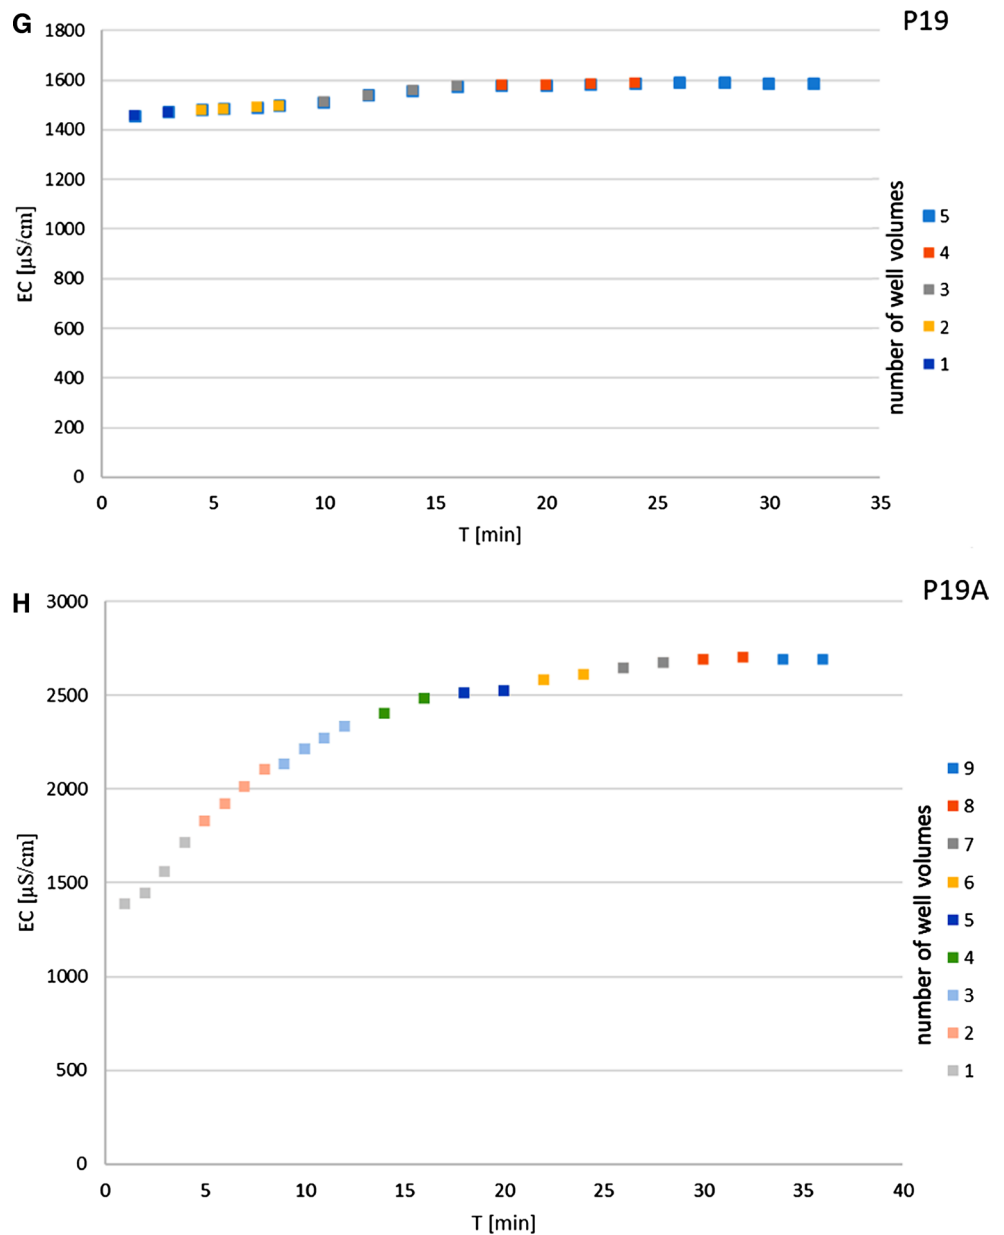 G
P19
1800
1600
1400
1200
1000
800
600
400
200
0
EC [µS/cm]
0 5 10 15 20 25 30 35
T [min]
number of well volumes
5
4
3
2
1
H
P19A
3000
2500
2000
1500
1000
500
0
EC [µS/cm]
0 5 10 15 20 25 30 35 40
T [min]
number of well volumes
9
8
7
6
5
4
3
2
1